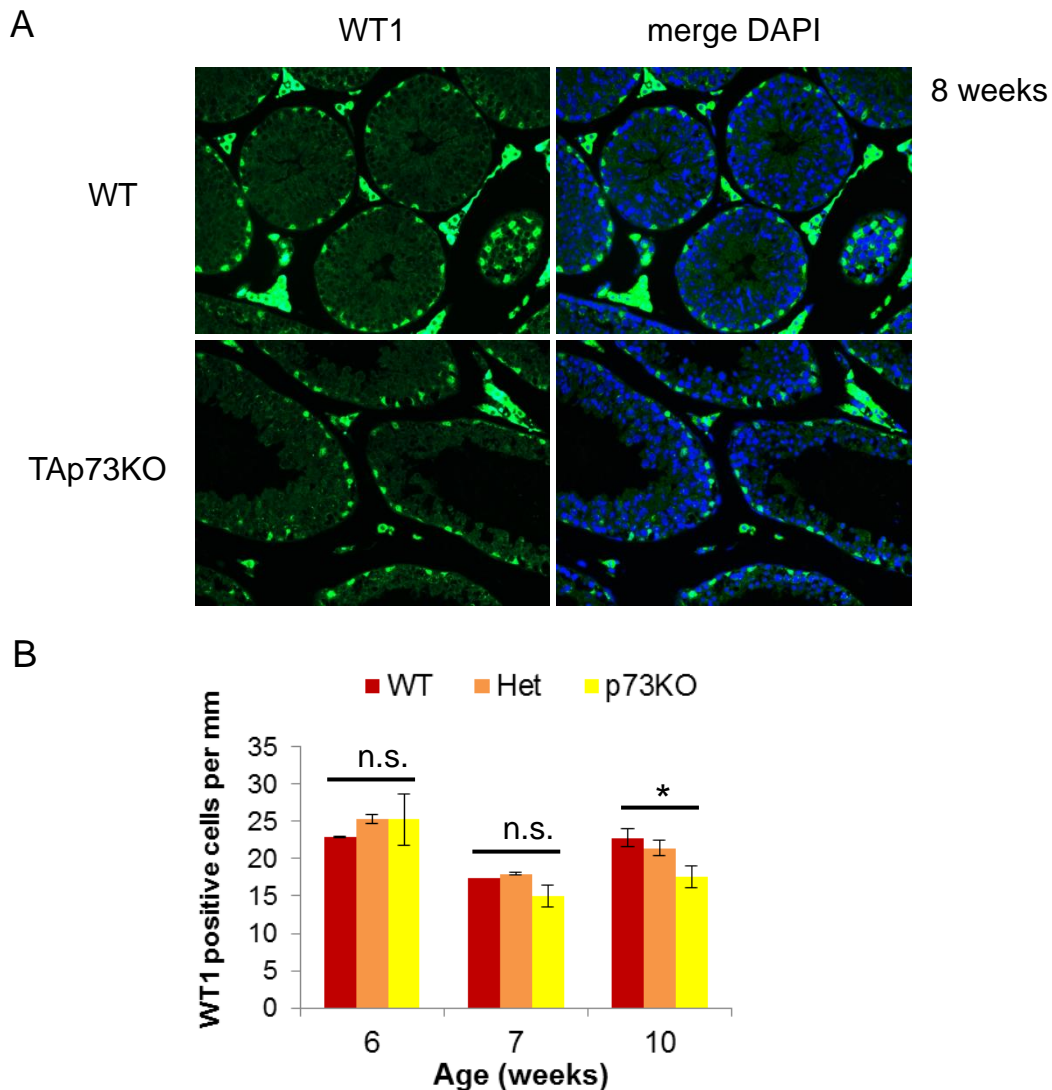 A
WT1
merge DAPI
8 weeks
WT
TAp73KO
B
WT Het p73KO
WT1 positive cells per mm
35
30
25
20
15
10
5
0
n.s.
n.s.
*
6 7 10
Age (weeks)